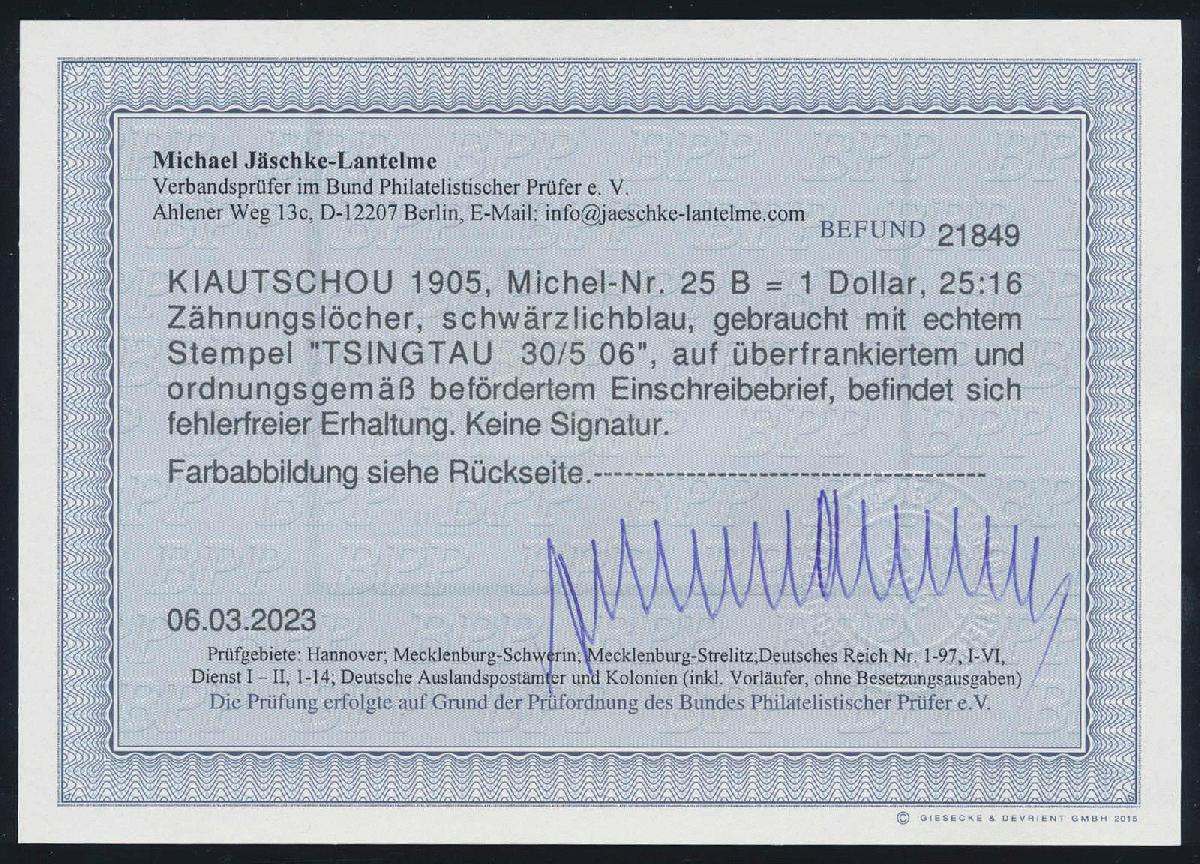 Michael Jäschke-Lantelme
Verbandsprüfer im Bund Philatelistischer Prüfer e. V.
Ahlener Weg 13c, D-12207 Berlin, E-Mail: info@jaeschke-lantelme.com
BEFUND 21849
KIAUTSCHOU 1905, Michel-Nr. 25 B = 1 Dollar, 25:16
Zähnungslöcher, schwärzlichblau, gebraucht mit echtem
Stempel "TSINGTAU 30/5 06", auf überfrankiertem und
ordnungsgemäß befördertem Einschreibebrief, befindet sich
fehlerfreier Erhaltung. Keine Signatur.
Farbabbildung siehe Rückseite.----------------------------------------
06.03.2023
Prüfgebiete: Hannover; Mecklenburg-Schwerin; Mecklenburg-Strelitz;Deutsches Reich Nr. 1-97, I-VI,
Dienst I – II, 1-14; Deutsche Auslandspostämter und Kolonien (inkl. Vorläufer, ohne Besetzungsausgaben)
Die Prüfung erfolgte auf Grund der Prüfordnung des Bundes Philatelistischer Prüfer e.V.
© GIESECKE & DEVRIENT GMBH 2015